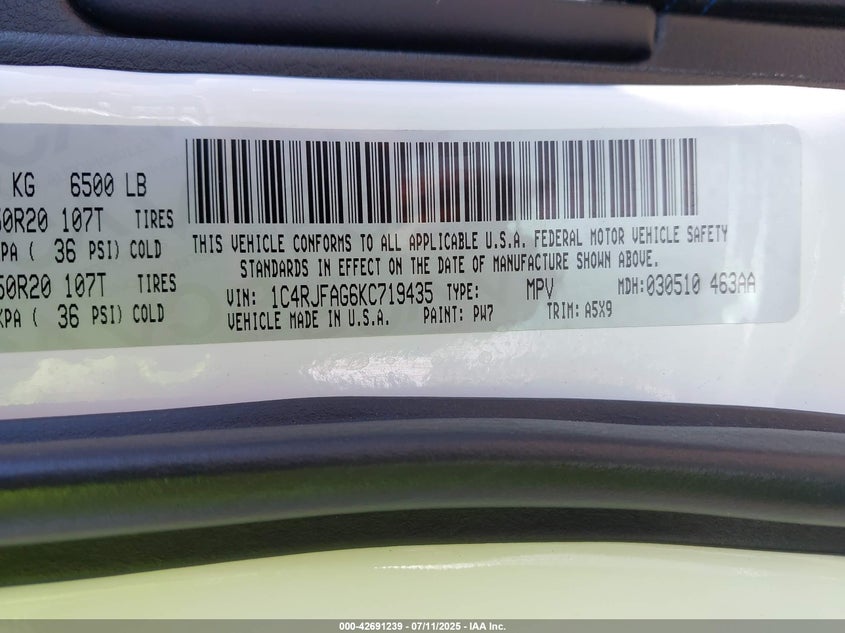 KG 6500 LB
50R20 107T TIRES
PA ( 36 PSI) COLD
50R20 107T TIRES
KPA ( 36 PSI) COLD
THIS VEHICLE CONFORMS TO ALL APPLICABLE U.S.A. FEDERAL MOTOR VEHICLE SAFETY
STANDARDS IN EFFECT ON THE DATE OF MANUFACTURE SHOWN ABOVE.
VIN: 1C4RJFAG6KC719435 TYPE: MPV MDH: 030510 463AA
VEHICLE MADE IN U.S.A. PAINT: PW7 TRIM: A5X9
000-42691239 - 07/11/2025 - IAA Inc.